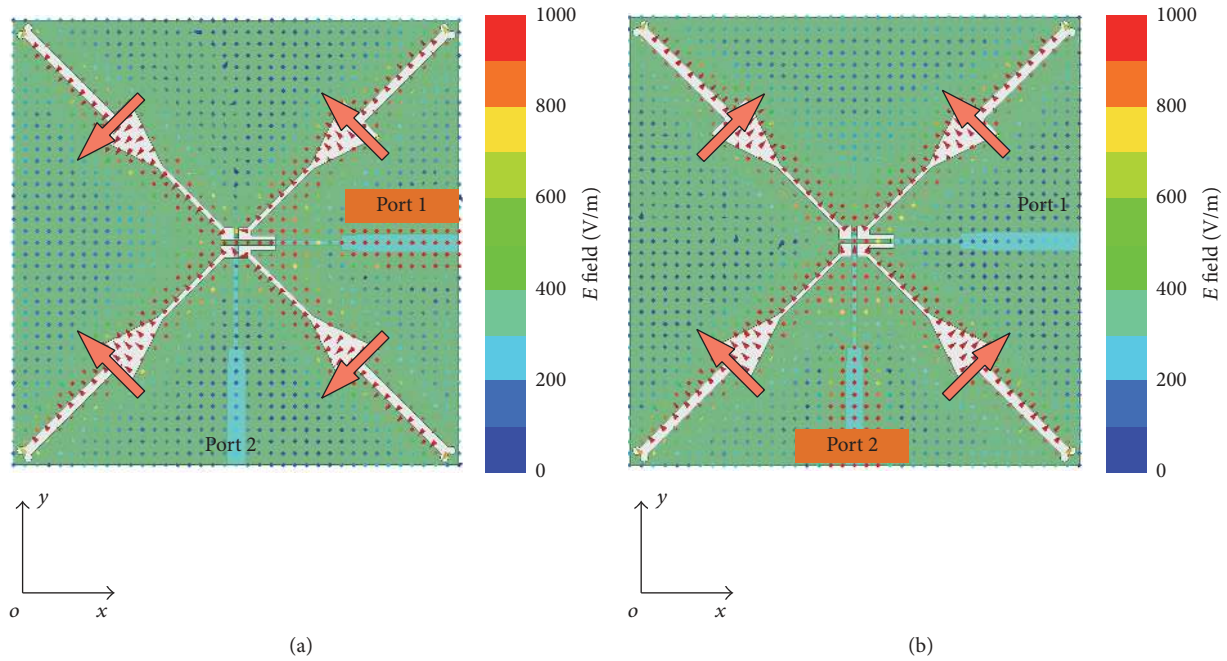 1000
800
600
400
200
0
E field (V/m)
Port 1
Port 2
y
o
x
(a)
1000
800
600
400
200
0
E field (V/m)
Port 1
Port 2
y
o
x
(b)